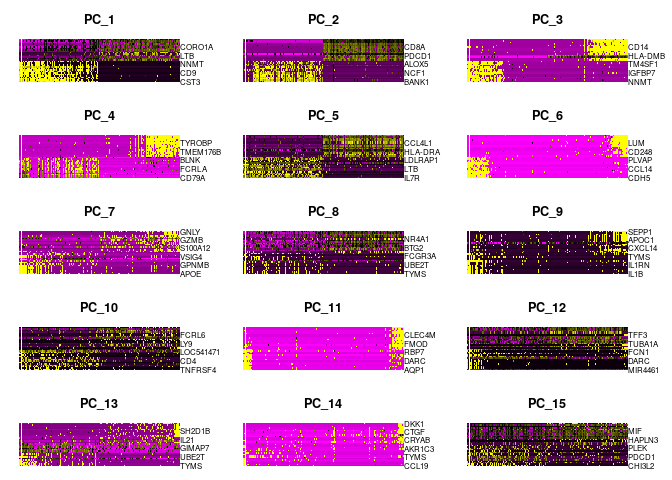 PC_1
CORO1A
LTB
NNMT
CD9
CST3
PC_2
CD8A
PDCD1
ALOX5
NCF1
BANK1
PC_3
CD14
HLA-DMB
TM4SF1
IGFBP7
NNMT
PC_4
TYROBP
TMEM176B
BLNK
FCRLA
CD79A
PC_5
CCL4L1
HLA-DRA
LDLRAP1
LTB
IL7R
PC_6
LUM
CD248
PLVAP
CCL14
CDH5
PC_7
GNLY
GZMB
S100A12
VSIG4
GPNMB
APOE
PC_8
NR4A1
BTG2
FCGR3A
UBE2T
TYMS
PC_9
SEPP1
APOC1
CXCL14
TYMS
IL1RN
IL1B
PC_10
FCRL6
LY9
LOC541471
CD4
TNFRSF4
PC_11
CLEC4M
FMOD
RBP7
DARC
AQP1
PC_12
TFF3
TUBA1A
FCN1
DARC
MIR4461
PC_13
SH2D1B
IL21
GIMAP7
UBE2T
TYMS
PC_14
DKK1
CTGF
CRYAB
AKR1C3
TYMS
CCL19
PC_15
MIF
HAPLN3
PLEK
PDCD1
CHI3L2